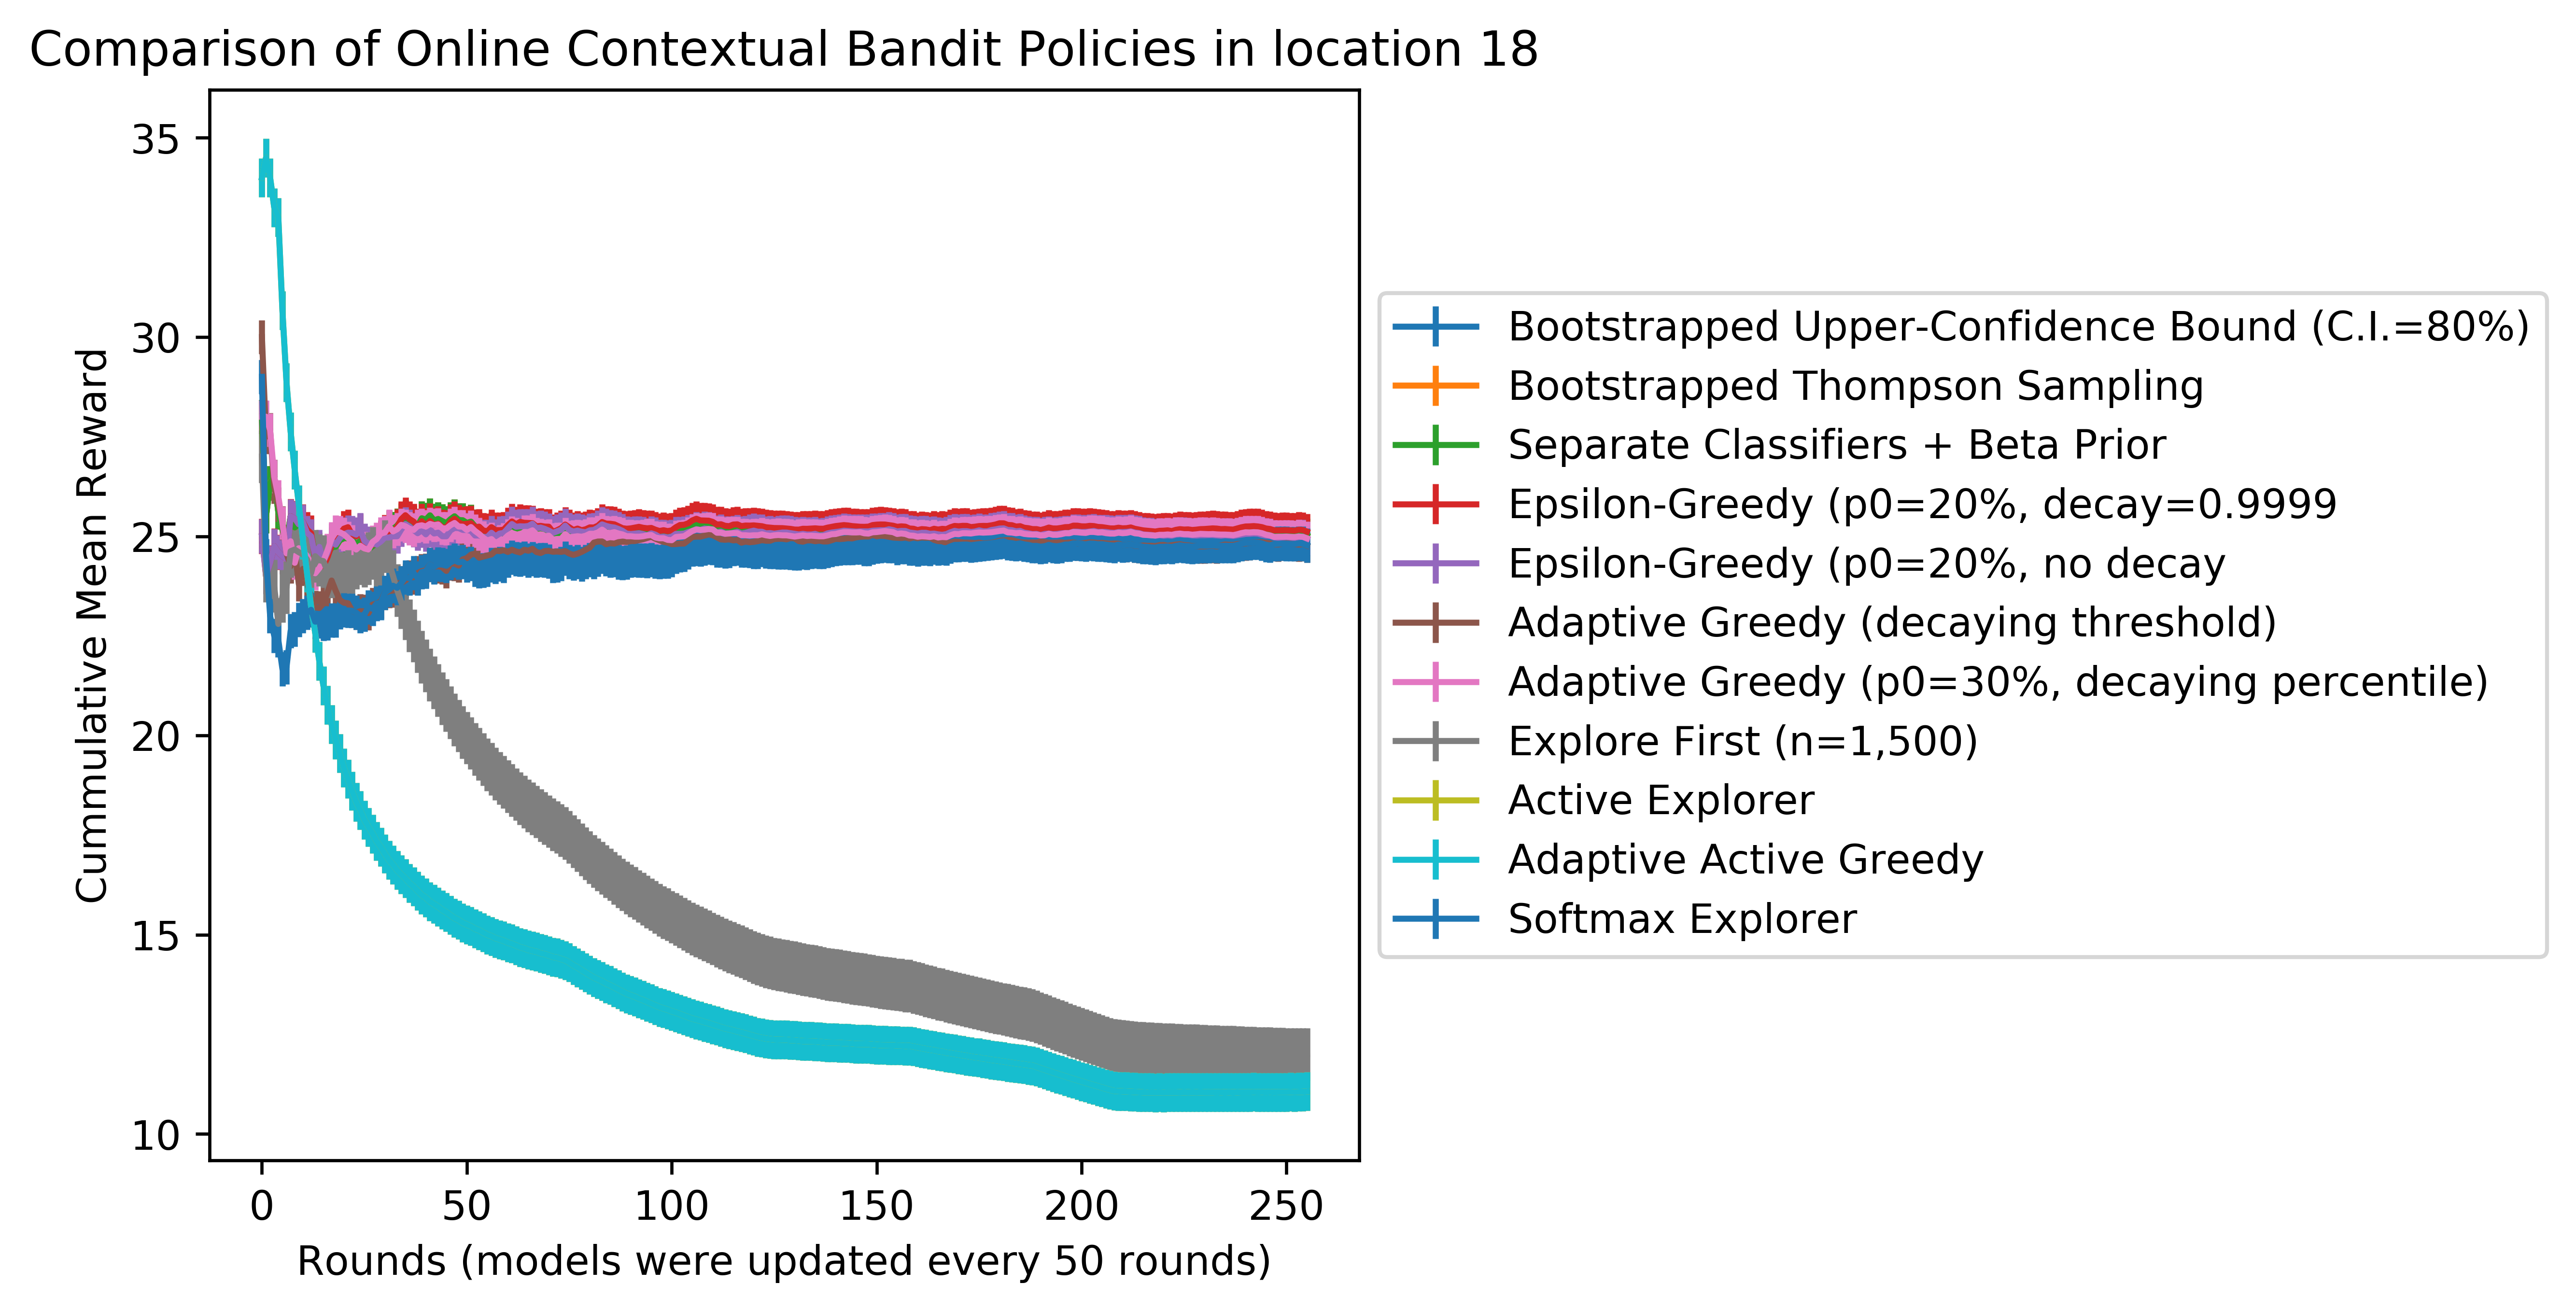 Comparison of Online Contextual Bandit Policies in location 18
35
30
25
20
15
10
Cummulative Mean Reward
0 50 100 150 200 250
Rounds (models were updated every 50 rounds)
Bootstrapped Upper-Confidence Bound (C.I.=80%)
Bootstrapped Thompson Sampling
Separate Classifiers + Beta Prior
Epsilon-Greedy (p0=20%, decay=0.9999
Epsilon-Greedy (p0=20%, no decay
Adaptive Greedy (decaying threshold)
Adaptive Greedy (p0=30%, decaying percentile)
Explore First (n=1,500)
Active Explorer
Adaptive Active Greedy
Softmax Explorer